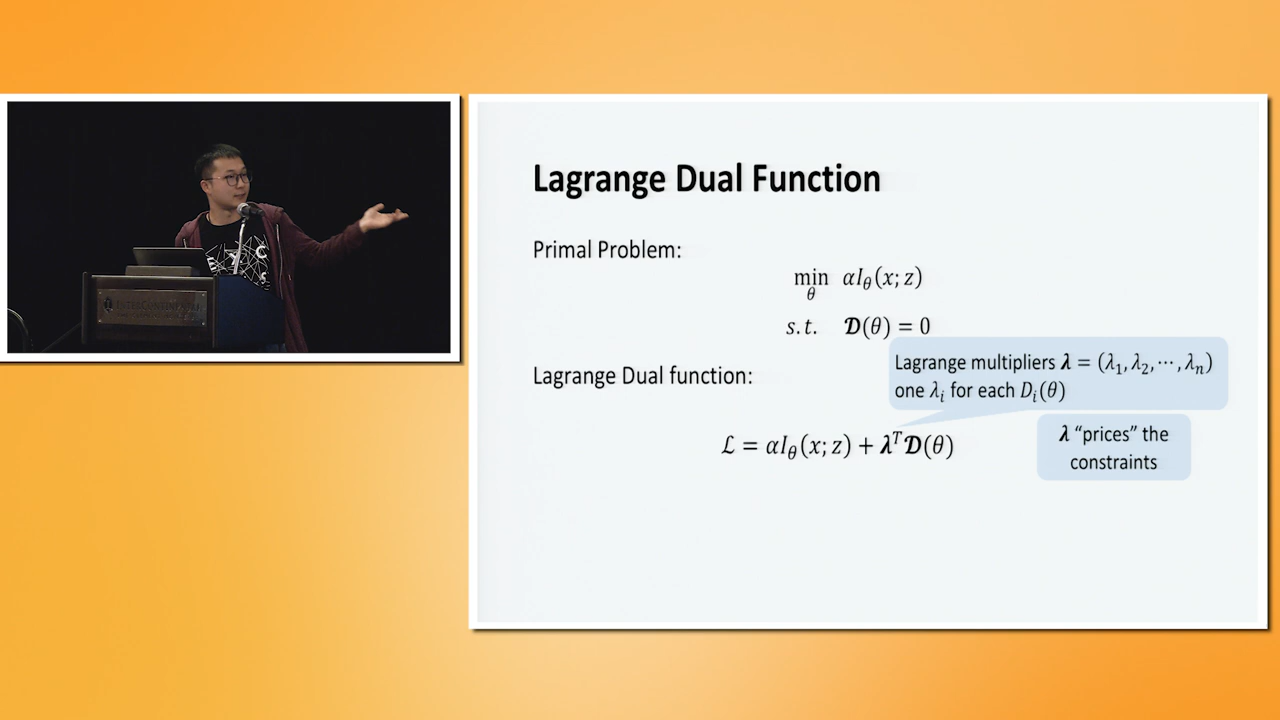 Lagrange Dual Function
Primal Problem:
min αI_θ(x; z)
θ
s.t. 𝓓(θ) = 0
Lagrange multipliers 𝝀 = (λ₁, λ₂, ⋯, λₙ)
one λᵢ for each Dᵢ(θ)
Lagrange Dual function:
ℒ = αI_θ(x; z) + 𝝀ᵀ𝓓(θ)
𝝀 "prices" the
constraints